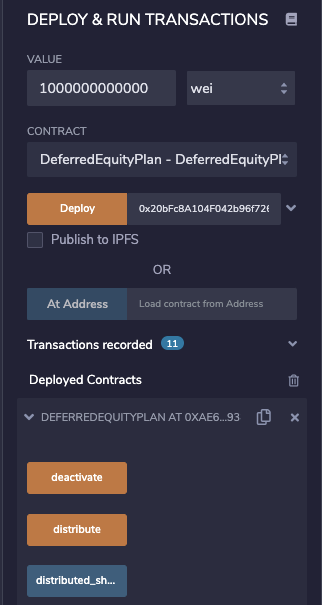 DEPLOY & RUN TRANSACTIONS
VALUE
1000000000000 wei
CONTRACT
DeferredEquityPlan - DeferredEquityPl
Deploy 0x20bFc8A104F042b96f726
Publish to IPFS
OR
At Address Load contract from Address
Transactions recorded 11
Deployed Contracts
DEFERREDEQUITYPLAN AT 0XAE6...93
deactivate
distribute
distributed_sh...